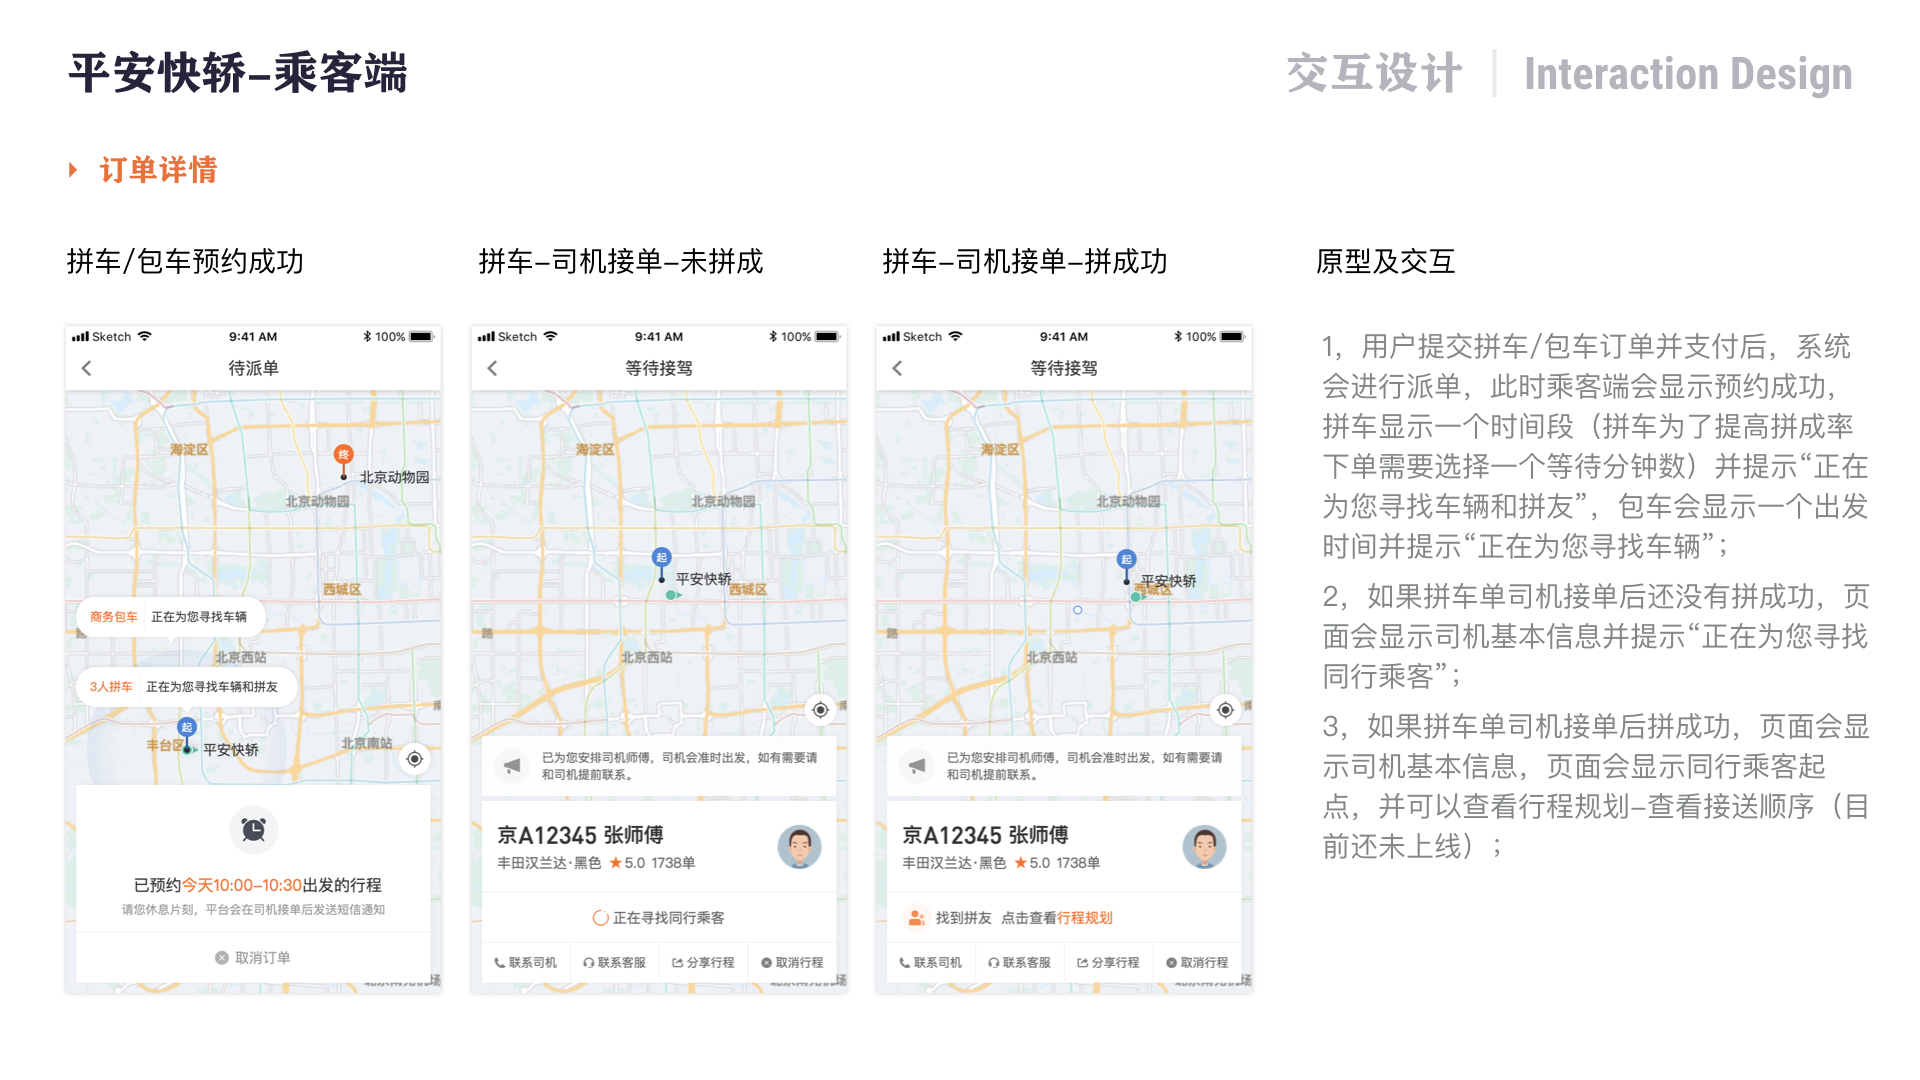 平安快轿-乘客端
交互设计 | Interaction Design
订单详情
拼车/包车预约成功
Sketch 9:41 AM 100%
待派单
海淀区
终
北京动物园
北京动物园
西城区
商务包车 正在为您寻找车辆
路
北京西站
3人拼车 正在为您寻找车辆和拼友
起
丰台区
平安快轿
北京南站
已预约今天10:00-10:30出发的行程
请您休息片刻，平台会在司机接单后发送短信通知
取消订单
拼车-司机接单-未拼成
Sketch 9:41 AM 100%
等待接驾
海淀区
北京动物园
起
平安快轿
西城区
路
北京西站
已为您安排司机师傅，司机会准时出发，如有需要请
和司机提前联系。
京A12345 张师傅
丰田汉兰达·黑色 ★5.0 1738单
正在寻找同行乘客
联系司机 联系客服 分享行程 取消行程
拼车-司机接单-拼成功
Sketch 9:41 AM 100%
等待接驾
海淀区
北京动物园
起
平安快轿
西城区
路
北京西站
已为您安排司机师傅，司机会准时出发，如有需要请
和司机提前联系。
京A12345 张师傅
丰田汉兰达·黑色 ★5.0 1738单
找到拼友 点击查看行程规划
联系司机 联系客服 分享行程 取消行程
原型及交互
1，用户提交拼车/包车订单并支付后，系统
会进行派单，此时乘客端会显示预约成功，
拼车显示一个时间段（拼车为了提高拼成率
下单需要选择一个等待分钟数）并提示“正在
为您寻找车辆和拼友”，包车会显示一个出发
时间并提示“正在为您寻找车辆”；
2，如果拼车单司机接单后还没有拼成功，页
面会显示司机基本信息并提示“正在为您寻找
同行乘客”；
3，如果拼车单司机接单后拼成功，页面会显
示司机基本信息，页面会显示同行乘客起
点，并可以查看行程规划-查看接送顺序（目
前还未上线）；